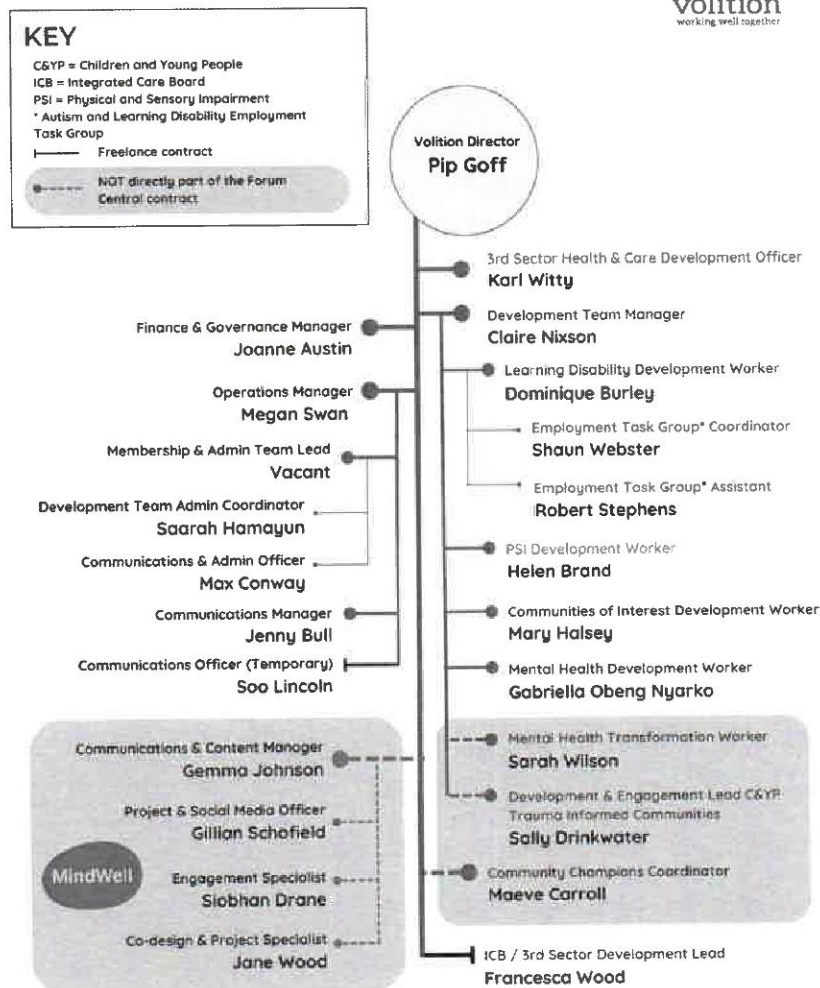 Volition
working well together
KEY
C&YP = Children and Young People
ICB = Integrated Care Board
PSI = Physical and Sensory Impairment
* Autism and Learning Disability Employment
Task Group
Freelance contract
NOT directly part of the Forum
Central contract
Volition Director
Pip Goff
3rd Sector Health & Care Development Officer
Karl Witty
Development Team Manager
Claire Nixson
Learning Disability Development Worker
Dominique Burley
Employment Task Group* Coordinator
Shaun Webster
Employment Task Group* Assistant
Robert Stephens
PSI Development Worker
Helen Brand
Communities of Interest Development Worker
Mary Halsey
Mental Health Development Worker
Gabriella Obeng Nyarko
Mental Health Transformation Worker
Sarah Wilson
Development & Engagement Lead C&YP
Trauma Informed Communities
Sally Drinkwater
Community Champions Coordinator
Maeve Carroll
ICB / 3rd Sector Development Lead
Francesca Wood
Finance & Governance Manager
Joanne Austin
Operations Manager
Megan Swan
Membership & Admin Team Lead
Vacant
Development Team Admin Coordinator
Saarah Hamayun
Communications & Admin Officer
Max Conway
Communications Manager
Jenny Bull
Communications Officer (Temporary)
Soo Lincoln
Communications & Content Manager
Gemma Johnson
Project & Social Media Officer
Gillian Schofield
MindWell
Engagement Specialist
Siobhan Drane
Co-design & Project Specialist
Jane Wood